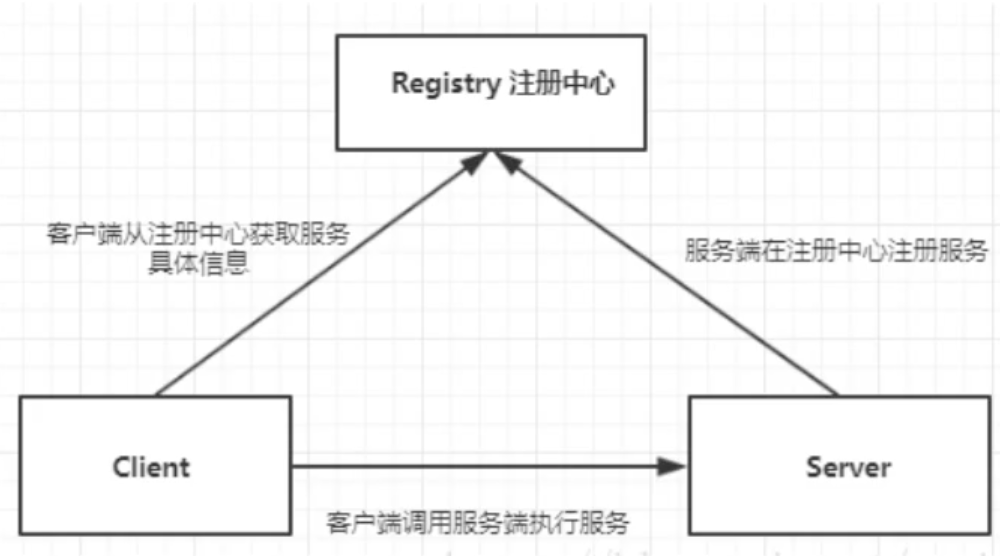 Registry 注册中心
客户端从注册中心获取服务
具体信息
服务端在注册中心注册服务
Client
Server
客户端调用服务端执行服务